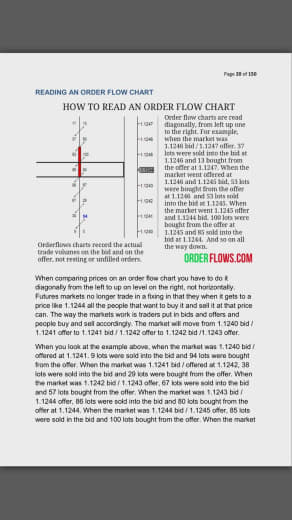 Page 39 of 150
READING AN ORDER FLOW CHART
HOW TO READ AN ORDER FLOW CHART
Order flow charts are read
diagonally, from left up one
to the right. For example,
when the market was
1.1246 bid / 1.1247 offer. 37
lots were sold into the bid at
1.1246 and 13 bought from
the offer at 1.1247. When the
market went offered at
1.1246 and 1.1245 bid, 53 lots
were bought from the offer
at 1.1246 and 53 lots sold
into the bid at 1.1245. When
the market went 1.1245 offer
and 1.1244 bid. 100 lots were
bought from the offer at
1.1245 and 85 sold into the
bid at 1.1244. And so on all
the way down.
1.1247
1.1246
1.1243
1.1242
1.1241
1.1240
Orderflows charts record the actual
trade volumes on the bid and on the
offer, not resting or unfilled orders.
ORDERFLOWS.COM
When comparing prices on an order flow chart you have to do it
diagonally from the left to up on level on the right, not horizontally.
Futures markets no longer trade in a fixing in that they when it gets to a
price like 1.1244 all the people that want to buy it and sell it at that price
can. The way the markets work is traders put in bids and offers and
people buy and sell accordingly. The market will move from 1.1240 bid /
1.1241 offer to 1.1241 bid / 1.1242 offer to 1.1242 bid /1.1243 offer.
When you look at the example above, when the market was 1.1240 bid /
offered at 1.1241. 9 lots were sold into the bid and 94 lots were bought
from the offer. When the market was 1.1241 bid / offered at 1.1242, 38
lots were sold into the bid and 29 lots were bought from the offer. When
the market was 1.1242 bid / 1.1243 offer, 67 lots were sold into the bid
and 57 lots bought from the offer. When the market was 1.1243 bid /
1.1244 offer, 86 lots were sold into the bid and 80 lots bought from the
offer at 1.1244. When the market was 1.1244 bid / 1.1245 offer, 85 lots
were sold in the bid and 100 lots bought from the offer. When the market